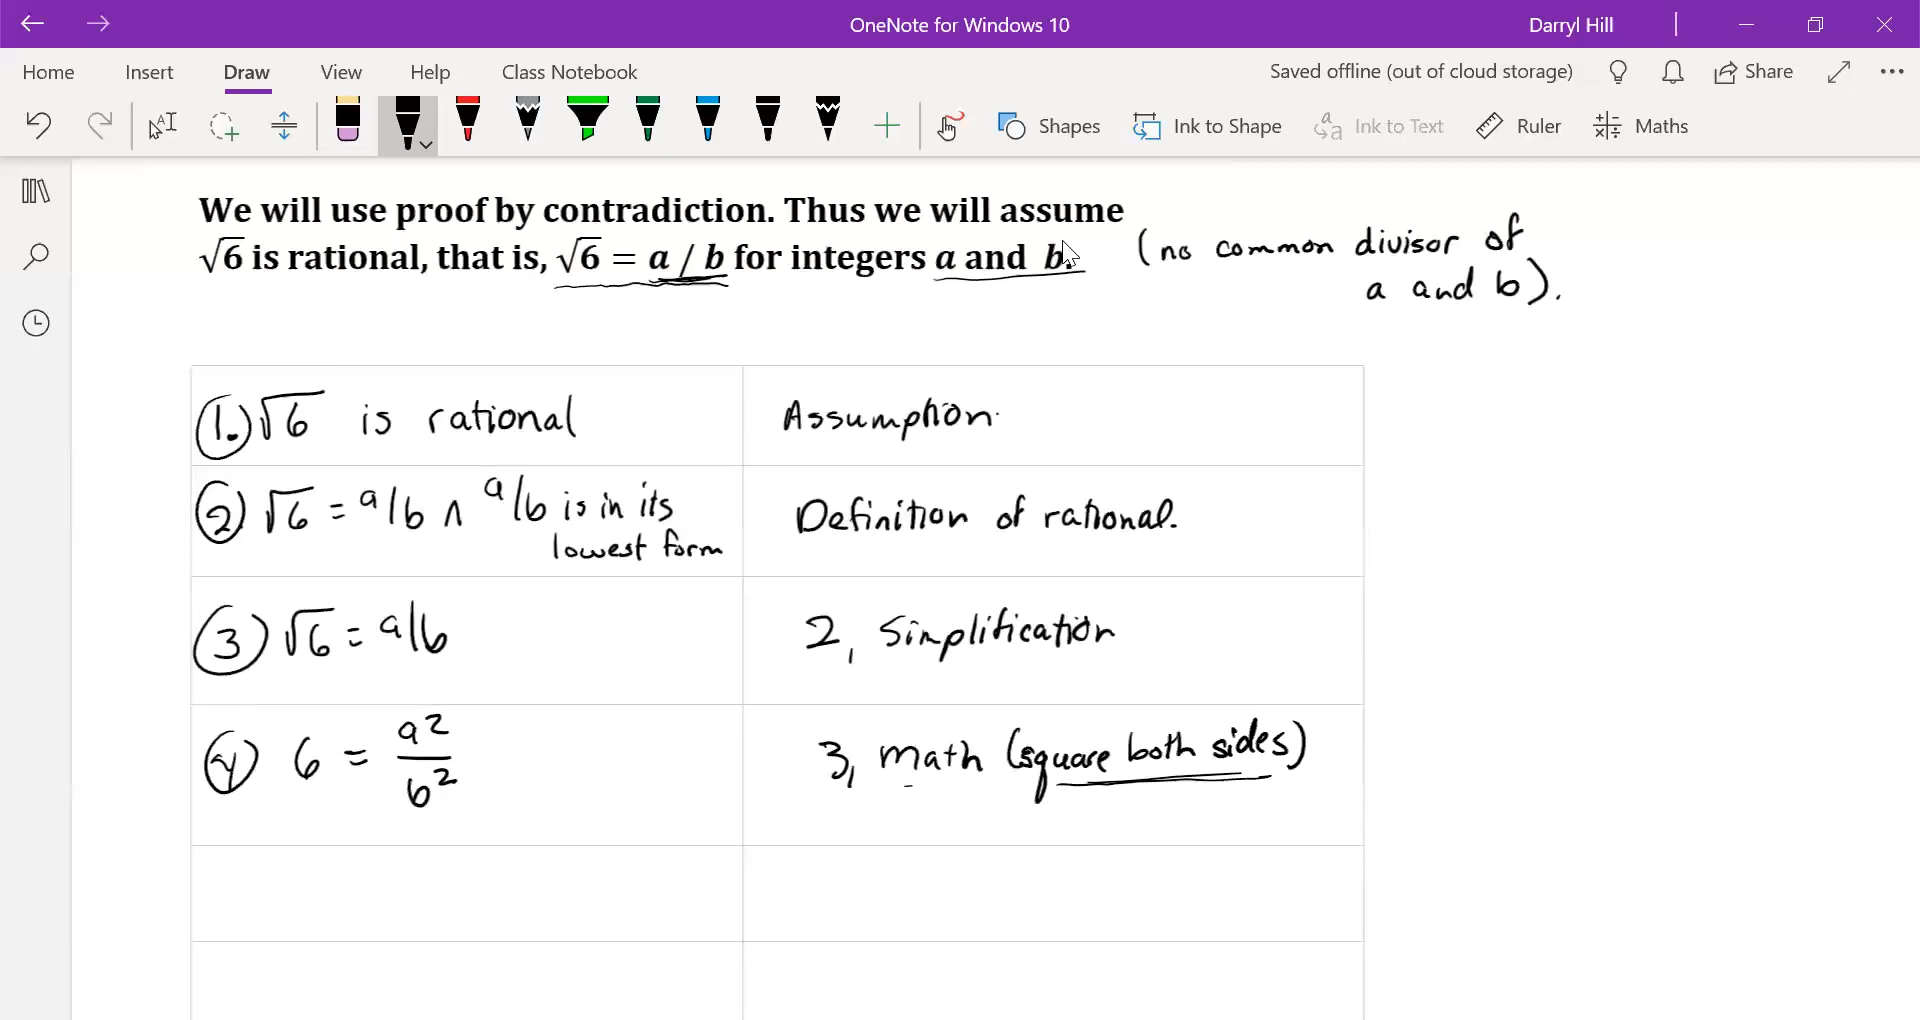 OneNote for Windows 10
Darryl Hill
Home Insert Draw View Help Class Notebook
Saved offline (out of cloud storage) Share
Shapes Ink to Shape Ink to Text Ruler Maths
We will use proof by contradiction. Thus we will assume
√6 is rational, that is, √6 = a / b for integers a and b.
(no common divisor of
a and b).
1. √6 is rational Assumption.
2 √6 = a/b ∧ a/b is in its
lowest form
Definition of rational.
3 √6 = a/b 2, Simplification
4 6 = a²/b² 3, math (square both sides)